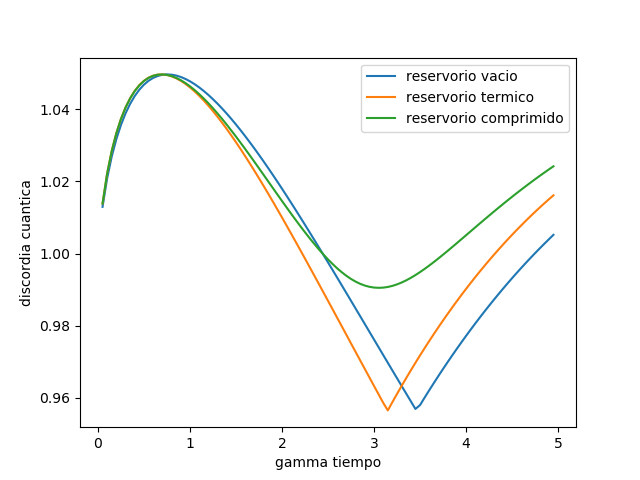 reservorio vacio
reservorio termico
reservorio comprimido
1.04
1.02
1.00
0.98
0.96
discordia cuantica
0 1 2 3 4 5
gamma tiempo